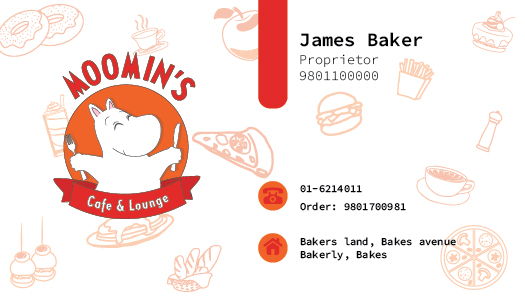 MOOMIN'S
Cafe & Lounge
James Baker
Proprietor
9801100000
01-6214011
Order: 9801700981
Bakers land, Bakes avenue
Bakerly, Bakes